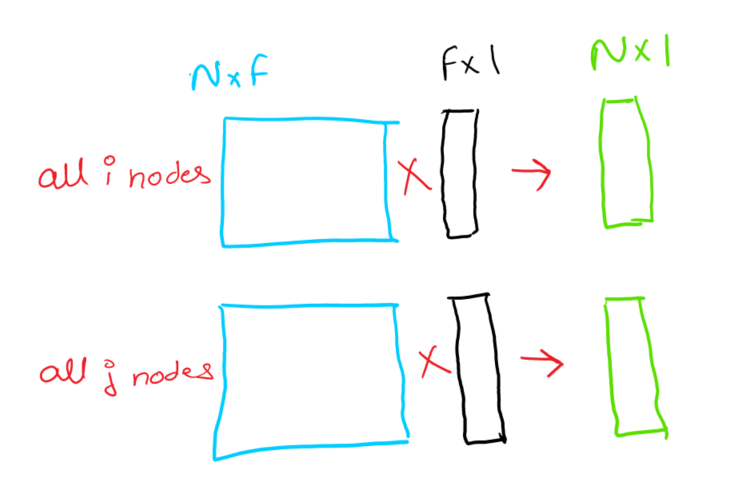 NxF Fx1 Nx1
all i nodes X →
all j nodes X →